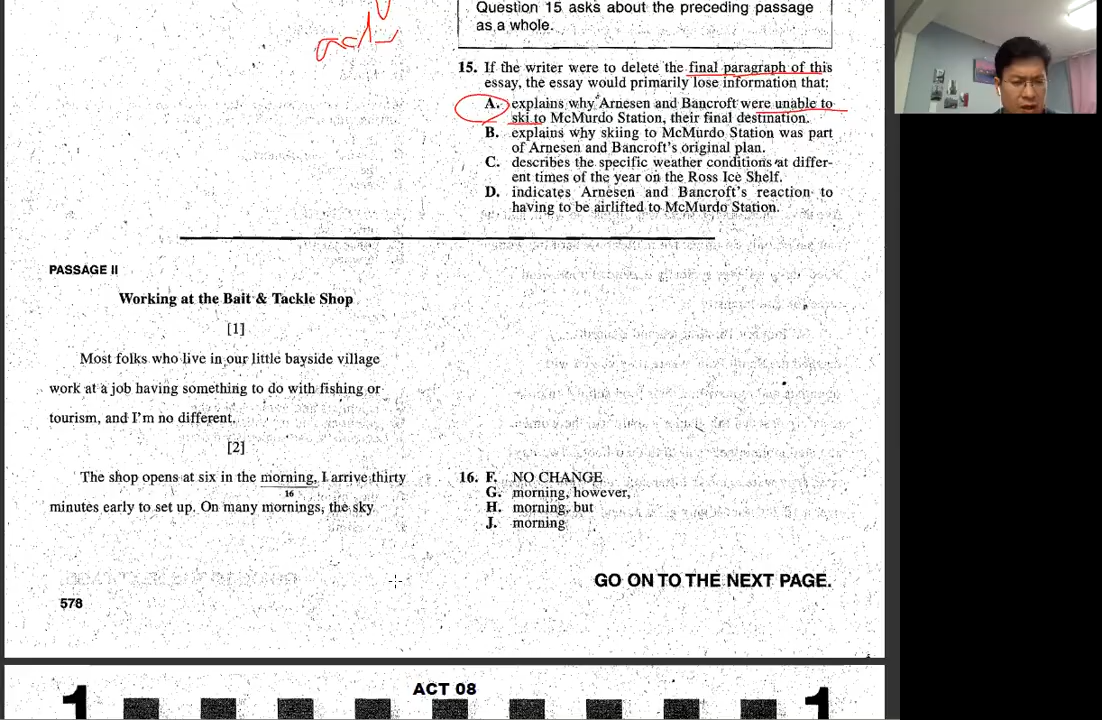 Question 15 asks about the preceding passage
as a whole.
15. If the writer were to delete the final paragraph of this
essay, the essay would primarily lose information that:
A. explains why Arnesen and Bancroft were unable to
ski to McMurdo Station, their final destination.
B. explains why skiing to McMurdo Station was part
of Arnesen and Bancroft's original plan.
C. describes the specific weather conditions at differ-
ent times of the year on the Ross Ice Shelf.
D. indicates Arnesen and Bancroft's reaction to
having to be airlifted to McMurdo Station.
PASSAGE II
Working at the Bait & Tackle Shop
[1]
Most folks who live in our little bayside village
work at a job having something to do with fishing or
tourism, and I'm no different.
[2]
The shop opens at six in the morning, I arrive thirty
16
minutes early to set up. On many mornings, the sky
16. F. NO CHANGE
G. morning, however,
H. morning, but
J. morning
GO ON TO THE NEXT PAGE.
578
ACT 08
1 1